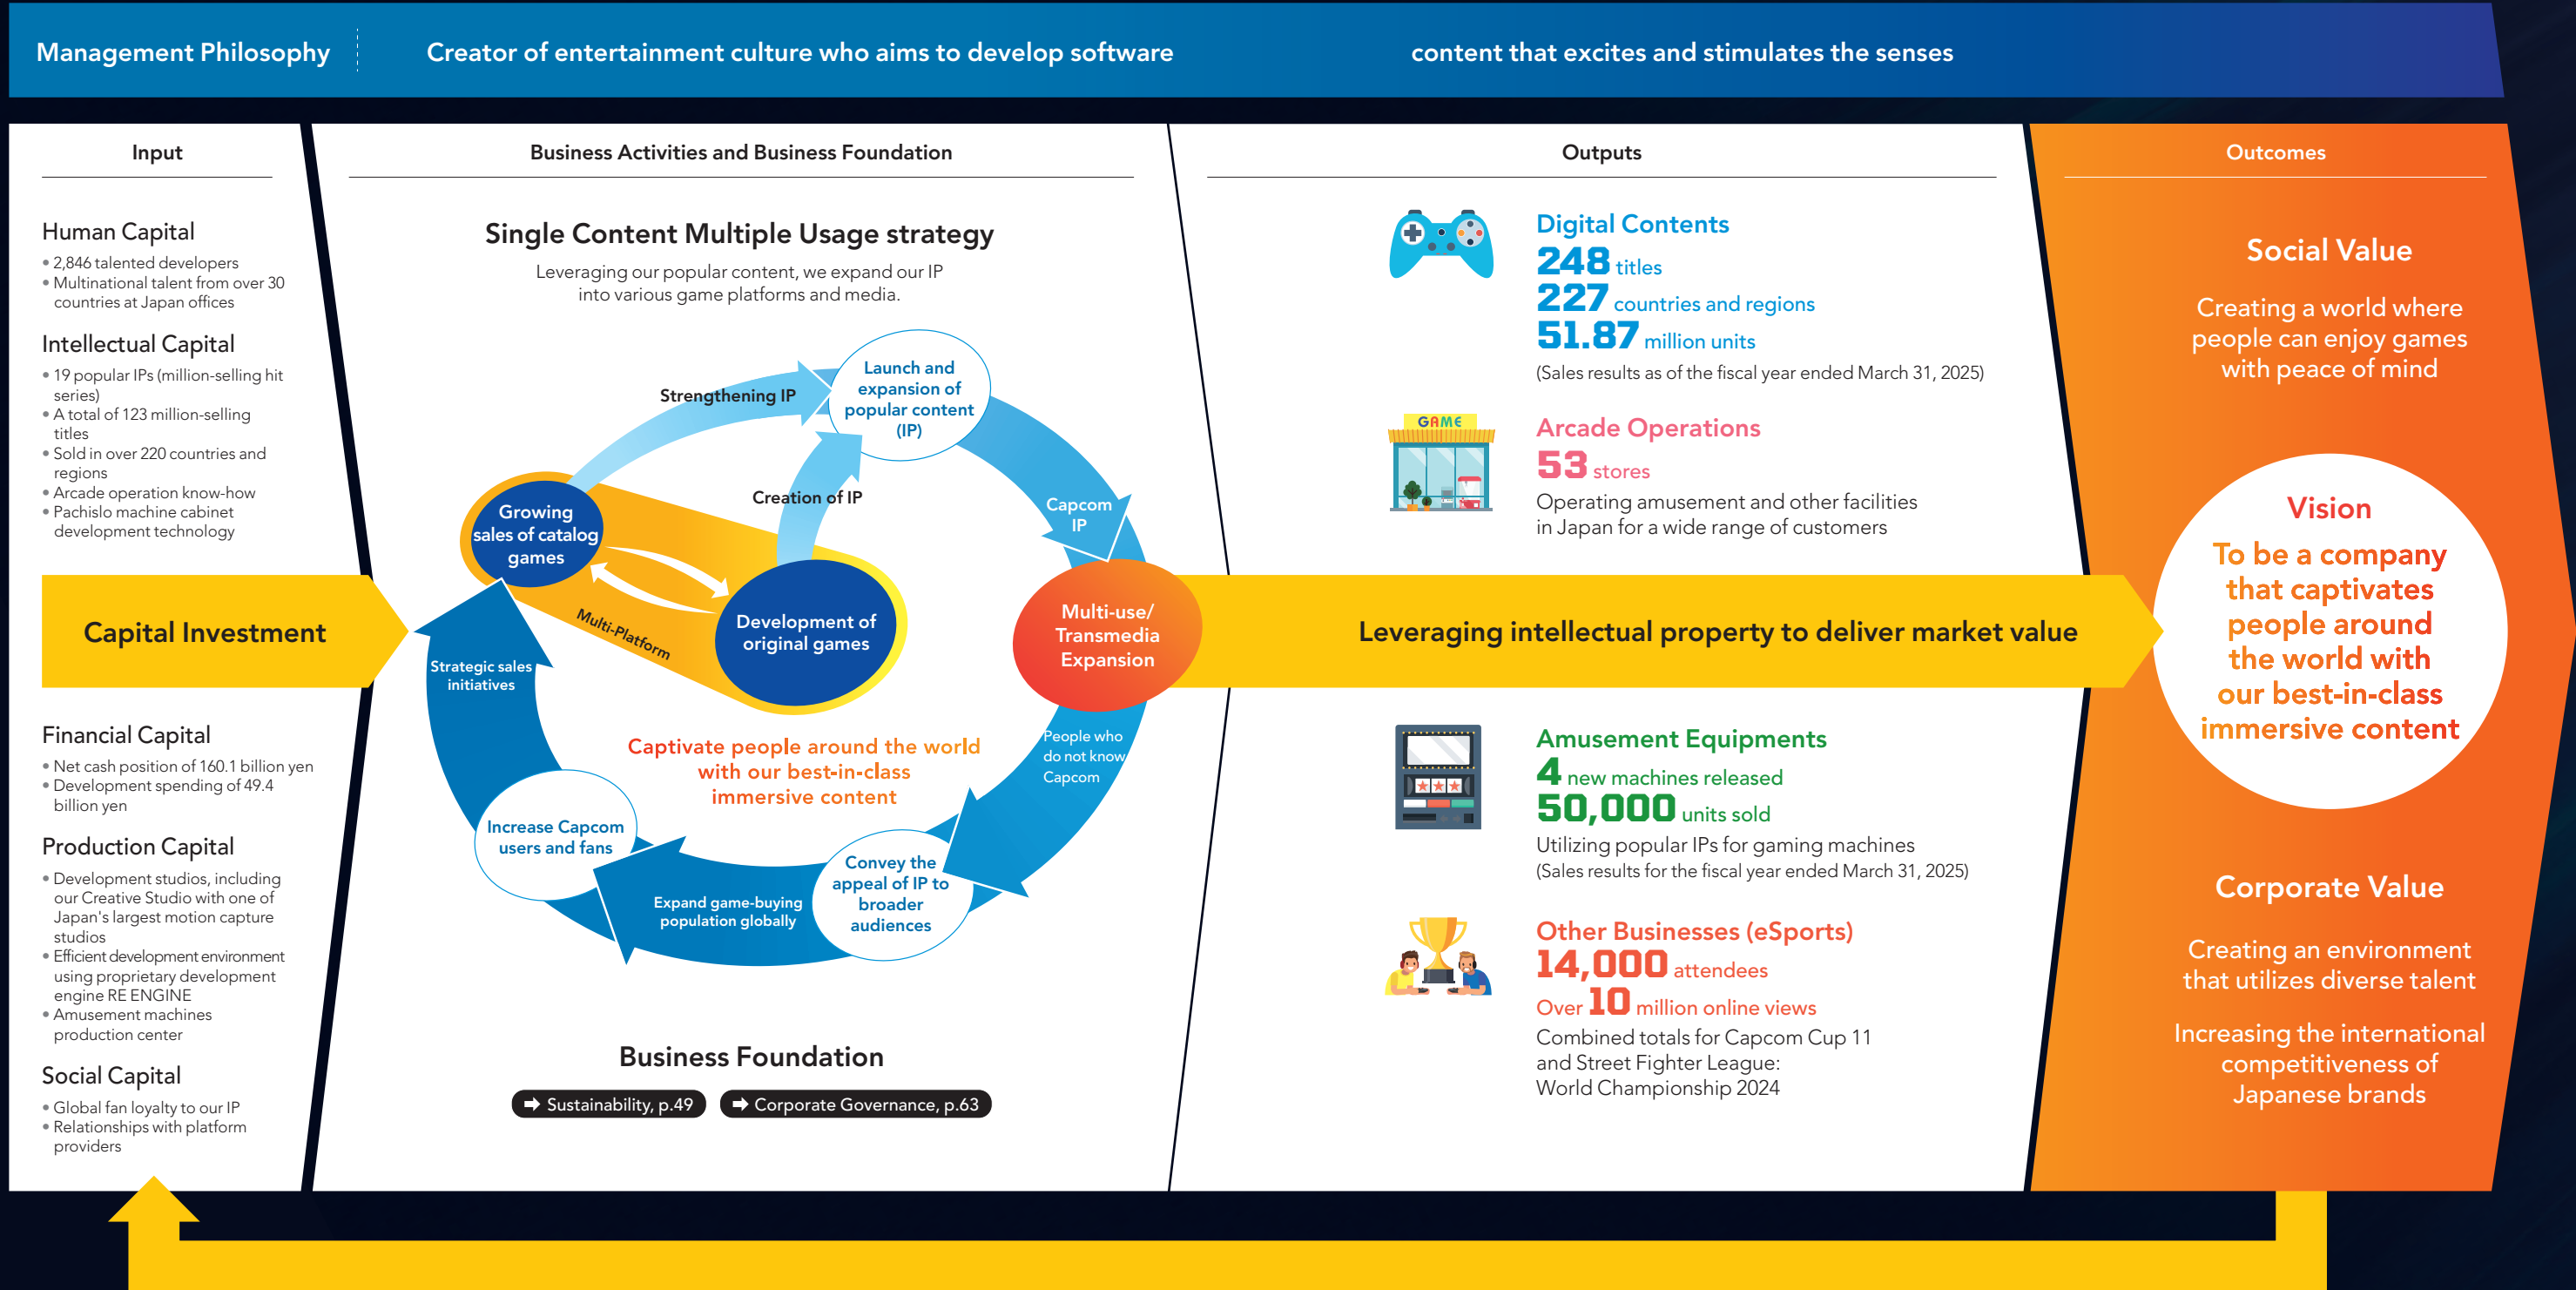 Management Philosophy
Creator of entertainment culture who aims to develop software content that excites and stimulates the senses
Input
Human Capital
• 2,846 talented developers
• Multinational talent from over 30
countries at Japan offices
Intellectual Capital
• 19 popular IPs (million-selling hit
series)
• A total of 123 million-selling
titles
• Sold in over 220 countries and
regions
• Arcade operation know-how
• Pachislo machine cabinet
development technology
Capital Investment
Financial Capital
• Net cash position of 160.1 billion yen
• Development spending of 49.4
billion yen
Production Capital
• Development studios, including
our Creative Studio with one of
Japan's largest motion capture
studios
• Efficient development environment
using proprietary development
engine RE ENGINE
• Amusement machines
production center
Social Capital
• Global fan loyalty to our IP
• Relationships with platform
providers
Business Activities and Business Foundation
Single Content Multiple Usage strategy
Leveraging our popular content, we expand our IP
into various game platforms and media.
Strengthening IP
Launch and
expansion of
popular content
(IP)
Creation of IP
Capcom
IP
Growing
sales of catalog
games
Multi-Platform
Development of
original games
Multi-use/
Transmedia
Expansion
Strategic sales
initiatives
People who
do not know
Capcom
Captivate people around the world
with our best-in-class
immersive content
Increase Capcom
users and fans
Expand game-buying
population globally
Convey the
appeal of IP to
broader
audiences
Business Foundation
➡ Sustainability, p.49
➡ Corporate Governance, p.63
Outputs
GAME
Digital Contents
248 titles
227 countries and regions
51.87 million units
(Sales results as of the fiscal year ended March 31, 2025)
Arcade Operations
53 stores
Operating amusement and other facilities
in Japan for a wide range of customers
Leveraging intellectual property to deliver market value
Amusement Equipments
4 new machines released
50,000 units sold
Utilizing popular IPs for gaming machines
(Sales results for the fiscal year ended March 31, 2025)
Other Businesses (eSports)
14,000 attendees
Over 10 million online views
Combined totals for Capcom Cup 11
and Street Fighter League:
World Championship 2024
Outcomes
Social Value
Creating a world where
people can enjoy games
with peace of mind
Vision
To be a company
that captivates
people around
the world with
our best-in-class
immersive content
Corporate Value
Creating an environment
that utilizes diverse talent
Increasing the international
competitiveness of
Japanese brands